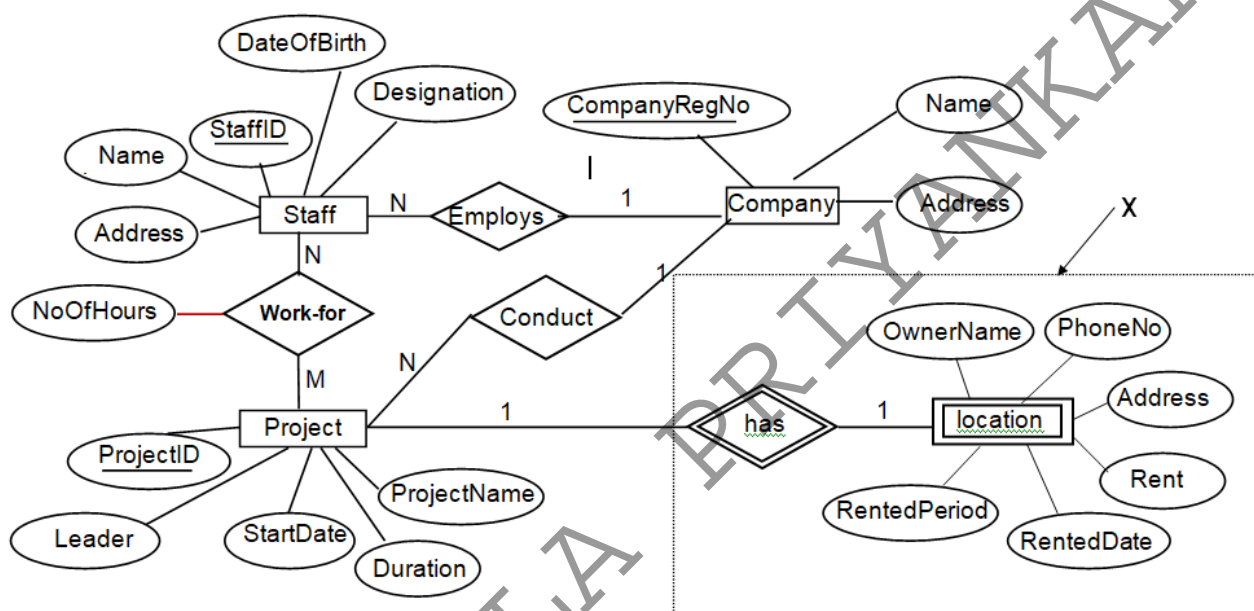 DateOfBirth
Designation
StaffID
Name
Address
Staff
N
Employs
1
CompanyRegNo
Name
Company
Address
X
N
NoOfHours
Work-for
M
Conduct
1
N
Project
1
has
1
location
OwnerName
PhoneNo
Address
Rent
RentedDate
RentedPeriod
ProjectID
Leader
StartDate
Duration
ProjectName